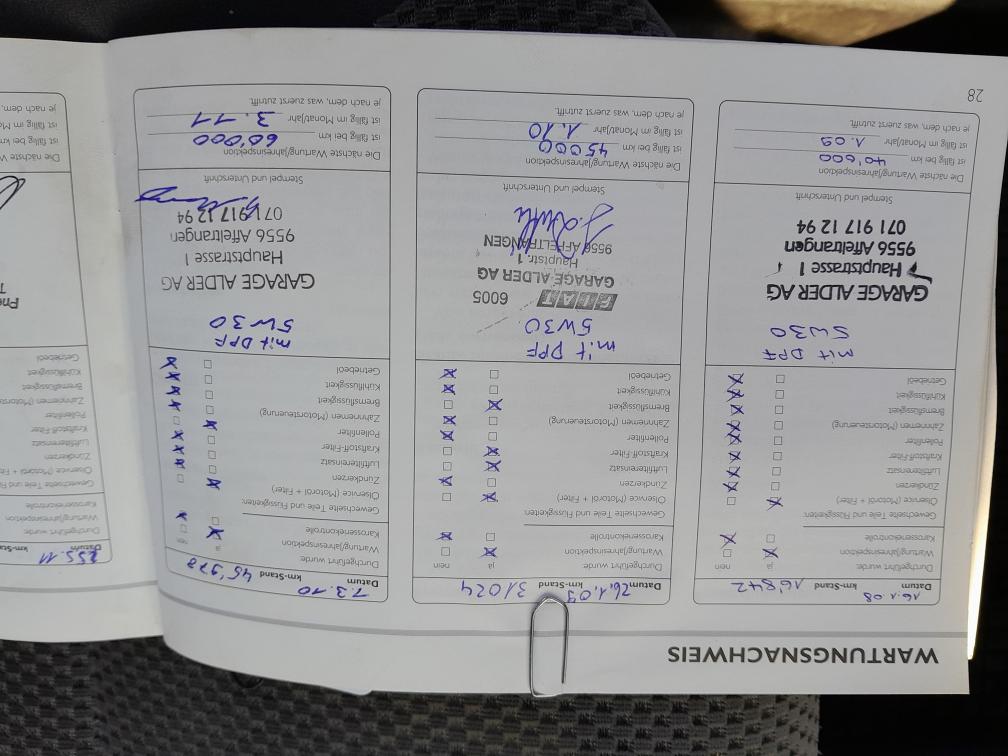 WARTUNGSNACHWEIS
16.1.08 16'842
Datum km-Stand
Durchgeführt wurde: ja nein
Wartung/Jahresinspektion
Karosseriekontrolle
Gewechselte Teile und Flüssigkeiten:
Ölservice (Motoröl + Filter)
Zündkerzen
Luftfiltereinsatz
Kraftstoff-Filter
Pollenfilter
Zahnriemen (Motorsteuerung)
Bremsflüssigkeit
Kühlflüssigkeit
Getriebeöl
mit DPF
5W30
GARAGE ALDER AG
Hauptstrasse 1
9556 Affeltrangen
071 917 12 94
Stempel und Unterschrift
Die nächste Wartung/Jahresinspektion
ist fällig bei km 40'000
ist fällig im Monat/Jahr 1.09
je nach dem, was zuerst zutrifft.
28
26.1.09 31024
Datum km-Stand
Durchgeführt wurde: ja nein
Wartung/Jahresinspektion
Karosseriekontrolle
Gewechselte Teile und Flüssigkeiten:
Ölservice (Motoröl + Filter)
Zündkerzen
Luftfiltereinsatz
Kraftstoff-Filter
Pollenfilter
Zahnriemen (Motorsteuerung)
Bremsflüssigkeit
Kühlflüssigkeit
Getriebeöl
mit DPF
5W30
FIAT 6005
GARAGE ALDER AG
Hauptstr. 1
9556 AFFELTRANGEN
Stempel und Unterschrift
Die nächste Wartung/Jahresinspektion
ist fällig bei km 45000
ist fällig im Monat/Jahr 1.10
je nach dem, was zuerst zutrifft.
7.3.10 45'978
Datum km-Stand
Durchgeführt wurde: ja nein
Wartung/Jahresinspektion
Karosseriekontrolle
Gewechselte Teile und Flüssigkeiten:
Ölservice (Motoröl + Filter)
Zündkerzen
Luftfiltereinsatz
Kraftstoff-Filter
Pollenfilter
Zahnriemen (Motorsteuerung)
Bremsflüssigkeit
Kühlflüssigkeit
Getriebeöl
mit DPF
5W30
GARAGE ALDER AG
Hauptstrasse 1
9556 Affeltrangen
071 917 12 94
Stempel und Unterschrift
Die nächste Wartung/Jahresinspektion
ist fällig bei km 60'000
ist fällig im Monat/Jahr 3.11
je nach dem, was zuerst zutrifft.
Datum km-Sta
Durchgeführt wurde:
Wartung/Jahresinspektion
Karosseriekontrolle
Gewechselte Teile und Flüs
Ölservice (Motoröl + F
Zündkerzen
Luftfiltereinsatz
Kraftstoff-Filter
Pollenfilter
Zahnriemen (Motorste
Bremsflüssigkeit
Kühlflüssigkeit
Getriebeöl
Pne
Die nächste W
ist fällig bei km
ist fällig im Mo
je nach dem,